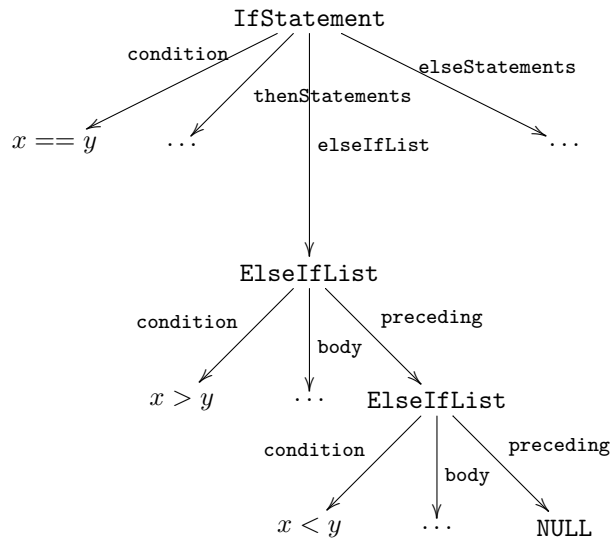 IfStatement
condition
elseStatements
thenStatements
x == y
...
elseIfList
...
ElseIfList
condition
preceding
body
x > y
...
ElseIfList
condition
preceding
body
x < y
...
NULL